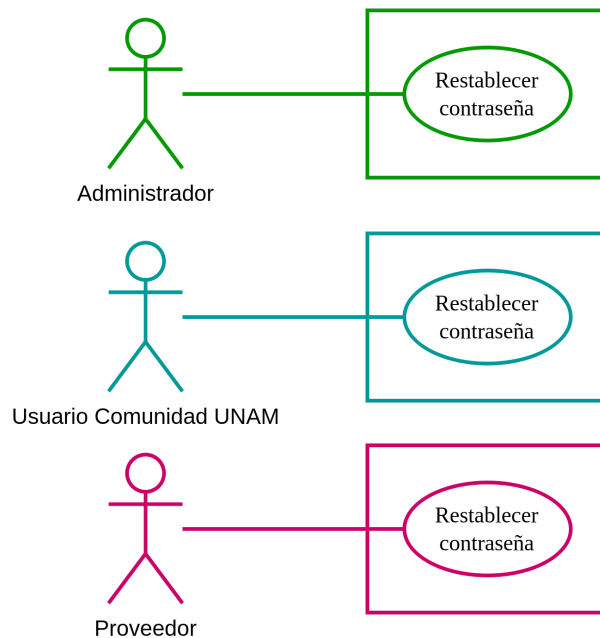 Restablecer
contraseña
Administrador
Restablecer
contraseña
Usuario Comunidad UNAM
Restablecer
contraseña
Proveedor